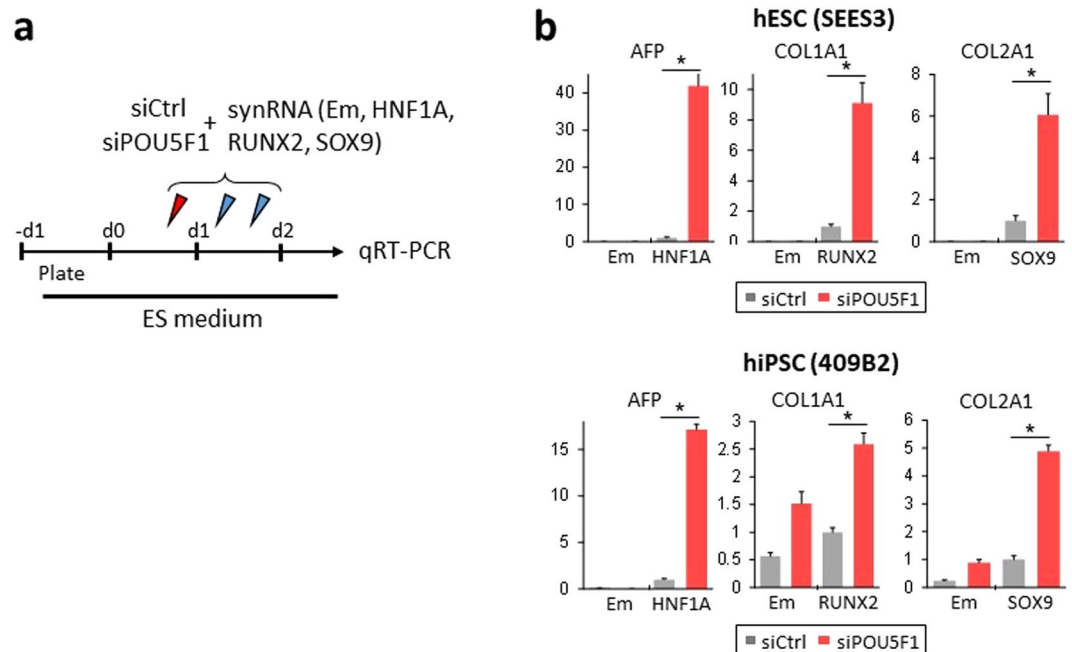 a
siCtrl + synRNA (Em, HNF1A,
siPOU5F1 RUNX2, SOX9)
-d1 d0 d1 d2 qRT-PCR
Plate
ES medium
b
hESC (SEES3)
AFP
*
40
30
20
10
0
Em HNF1A
COL1A1
*
10
8
6
4
2
0
Em RUNX2
COL2A1
*
8
6
4
2
0
Em SOX9
siCtrl siPOU5F1
hiPSC (409B2)
AFP
*
15
10
5
0
Em HNF1A
COL1A1
*
3
2.5
2
1.5
1
0.5
0
Em RUNX2
COL2A1
*
6
5
4
3
2
1
0
Em SOX9
siCtrl siPOU5F1